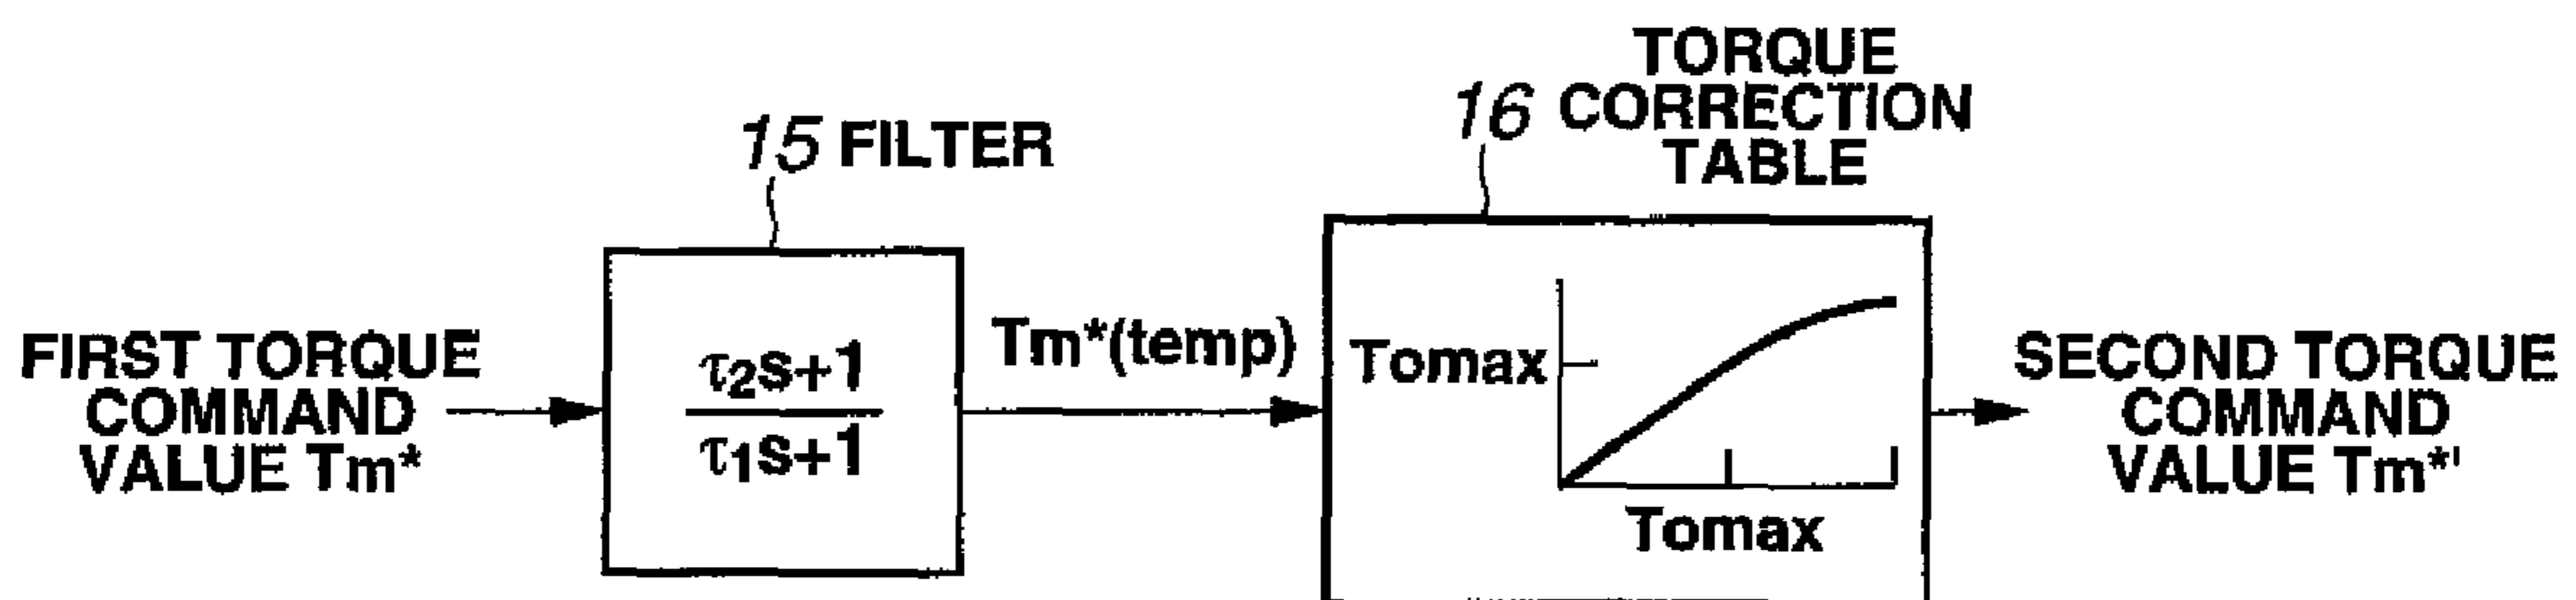 FIRST TORQUE
COMMAND
VALUE Tm*
15 FILTER
τ2s+1
τ1s+1
Tm*(temp)
TORQUE
16 CORRECTION
TABLE
Tomax
Tomax
SECOND TORQUE
COMMAND
VALUE Tm*'